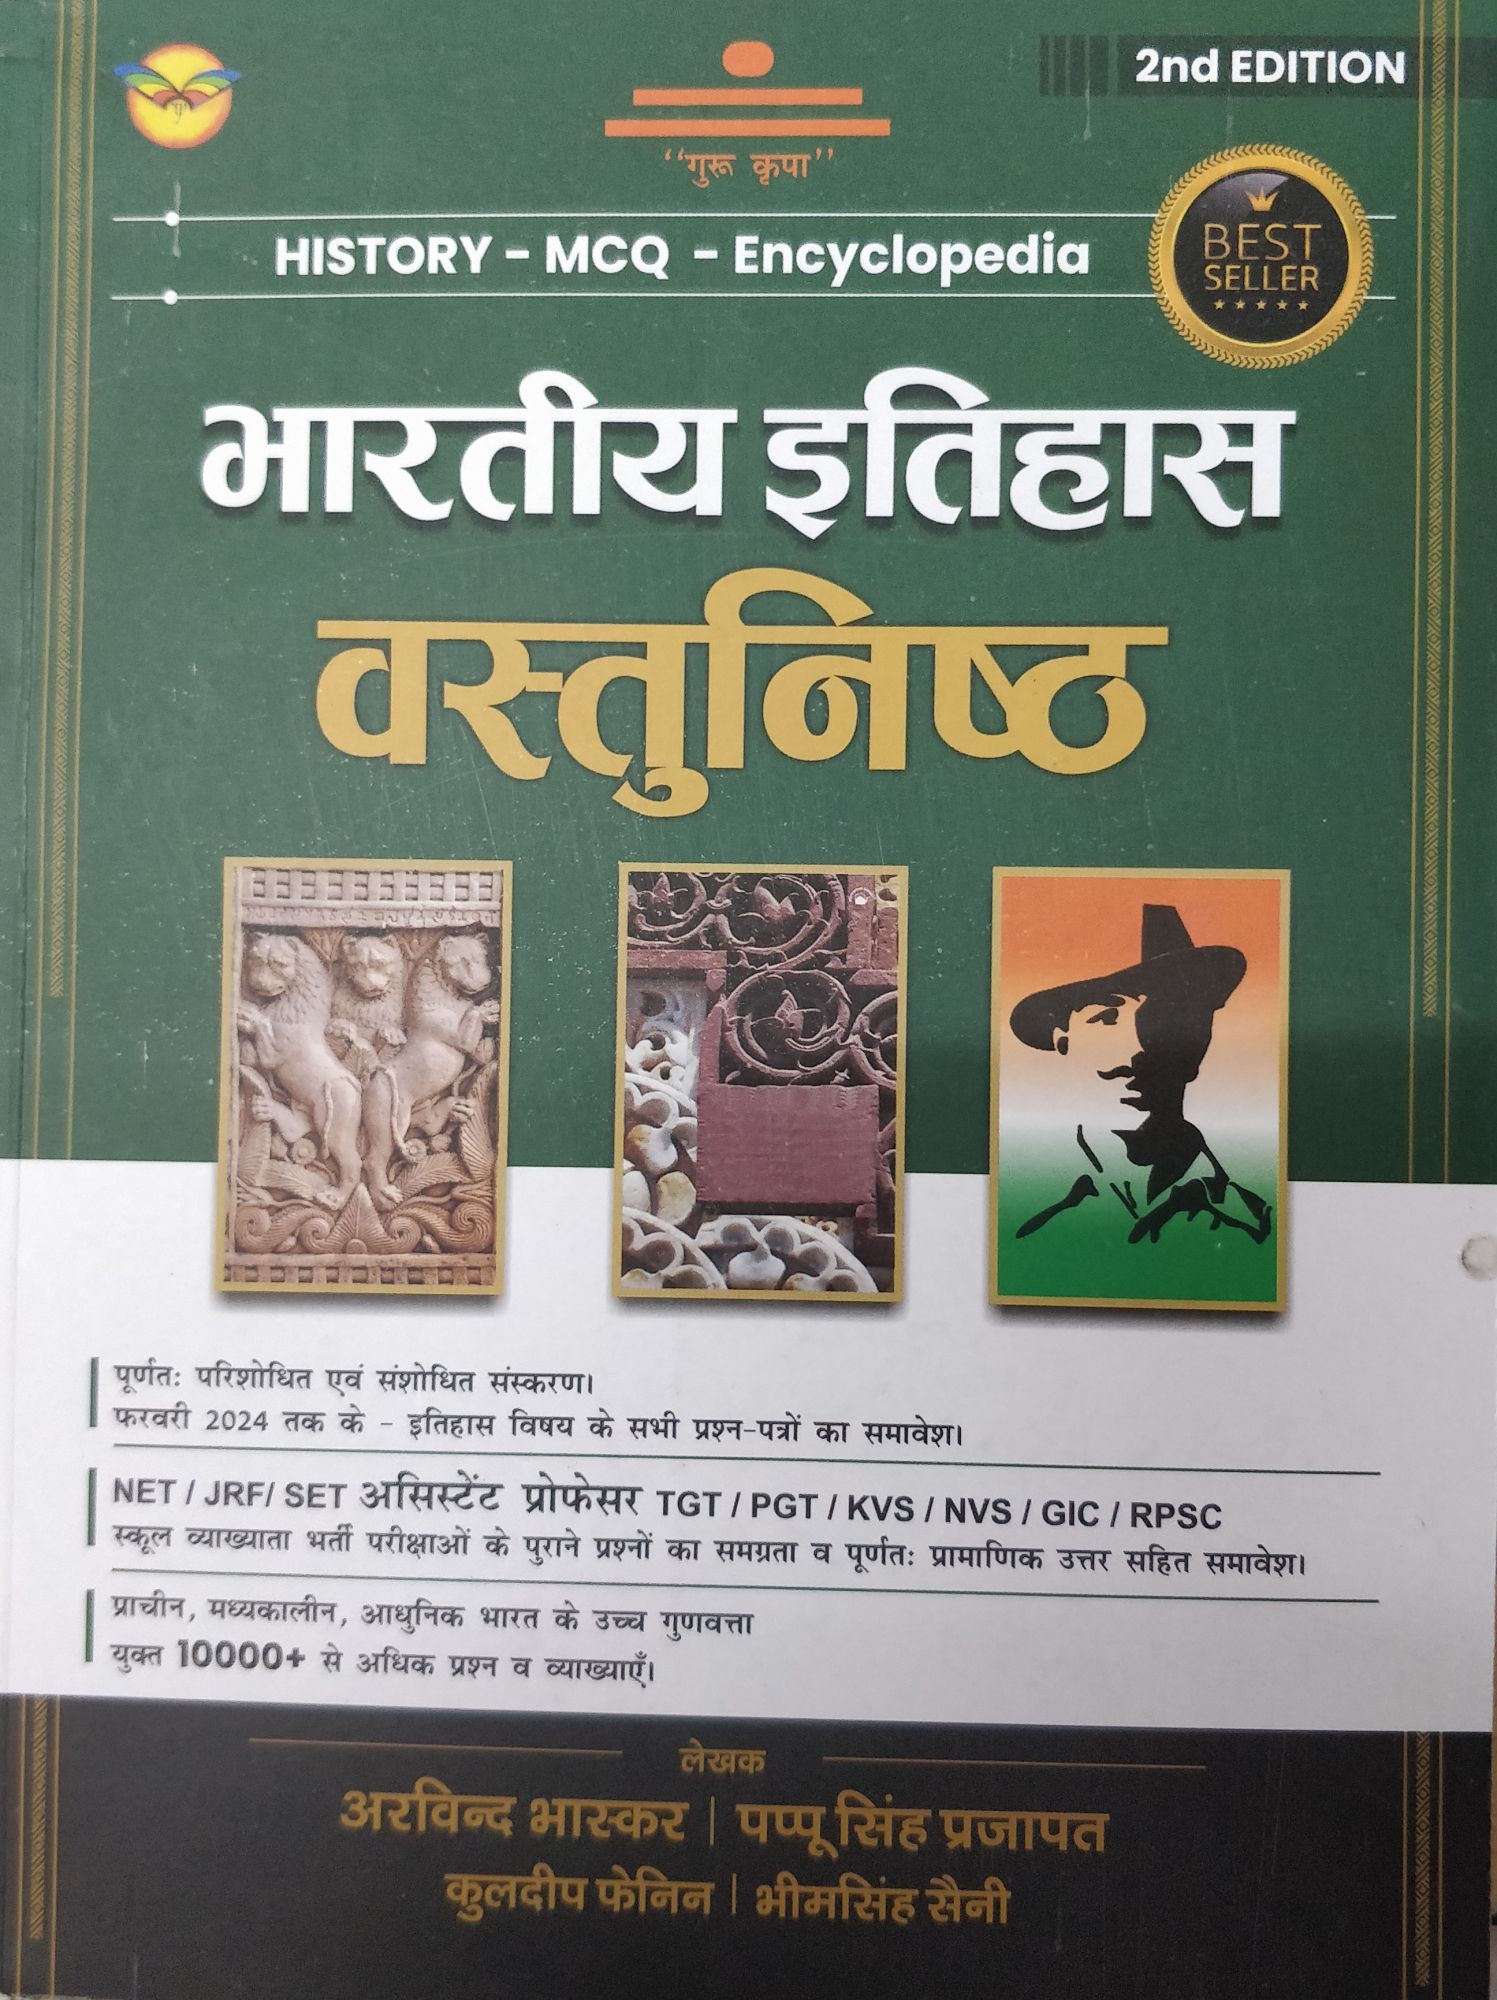 2nd EDITION
"गुरू कृपा"
HISTORY - MCQ - Encyclopedia
BEST
SELLER
भारतीय इतिहास
वस्तुनिष्ठ
पूर्णतः परिशोधित एवं संशोधित संस्करण।
फरवरी 2024 तक के - इतिहास विषय के सभी प्रश्न-पत्रों का समावेश।
NET / JRF/ SET असिस्टेंट प्रोफेसर TGT / PGT / KVS / NVS / GIC / RPSC
स्कूल व्याख्याता भर्ती परीक्षाओं के पुराने प्रश्नों का समग्रता व पूर्णतः प्रामाणिक उत्तर सहित समावेश।
प्राचीन, मध्यकालीन, आधुनिक भारत के उच्च गुणवत्ता
युक्त 10000+ से अधिक प्रश्न व व्याख्याएँ।
लेखक
अरविन्द भास्कर | पप्पू सिंह प्रजापत
कुलदीप फेनिन | भीमसिंह सैनी